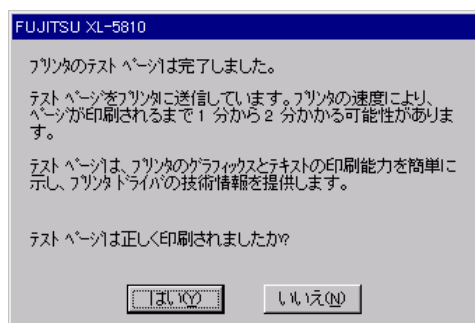 FUJITSU XL-5810
プリンタのテスト ページは完了しました。
テスト ページをプリンタに送信しています。プリンタの速度により、
ページが印刷されるまで 1 分から 2 分かかる可能性がありま
す。
テスト ページは、プリンタのグラフィックスとテキストの印刷能力を簡単に
示し、プリンタ ドライバの技術情報を提供します。
テスト ページは正しく印刷されましたか?
はい(Y)
いいえ(N)